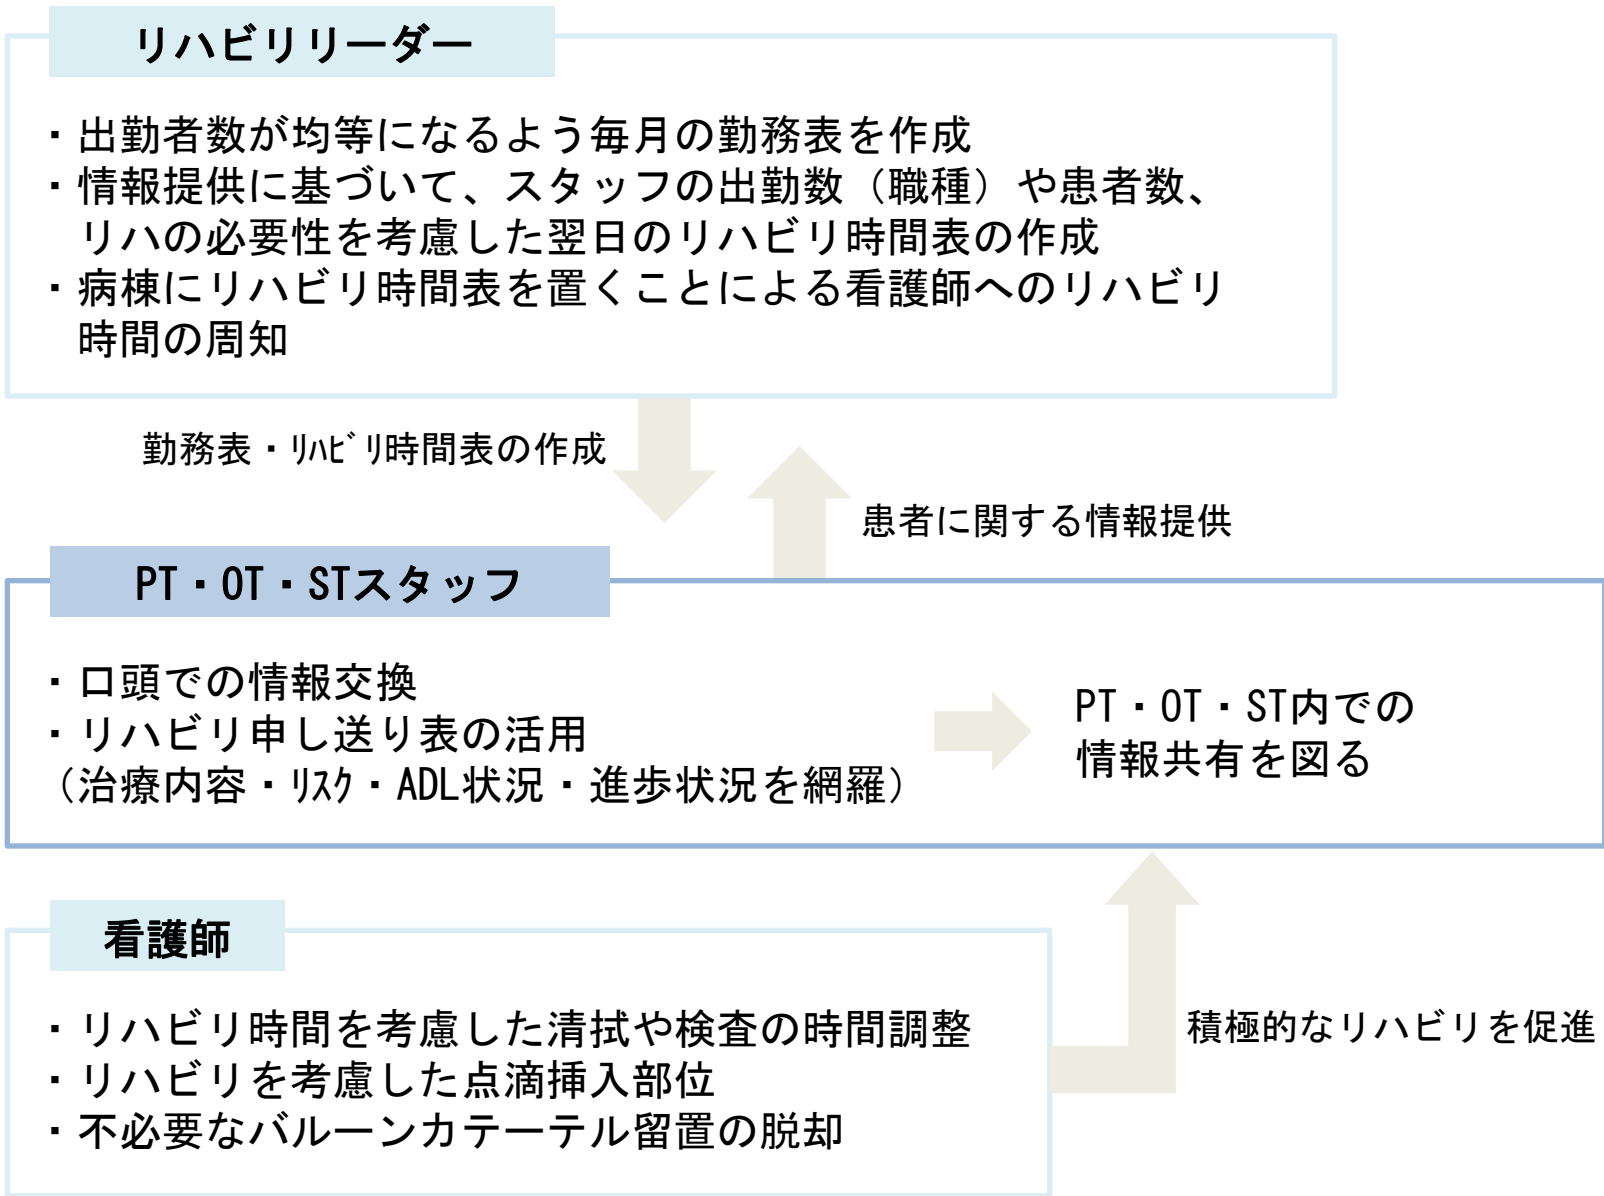 リハビリリーダー
・出勤者数が均等になるよう毎月の勤務表を作成
・情報提供に基づいて、スタッフの出勤数（職種）や患者数、
リハの必要性を考慮した翌日のリハビリ時間表の作成
・病棟にリハビリ時間表を置くことによる看護師へのリハビリ
時間の周知
勤務表・ﾘﾊﾋﾞﾘ時間表の作成
患者に関する情報提供
PT・OT・STスタッフ
・口頭での情報交換
・リハビリ申し送り表の活用
（治療内容・ﾘｽｸ・ADL状況・進歩状況を網羅）
PT・OT・ST内での
情報共有を図る
看護師
・リハビリ時間を考慮した清拭や検査の時間調整
・リハビリを考慮した点滴挿入部位
・不必要なバルーンカテーテル留置の脱却
積極的なリハビリを促進